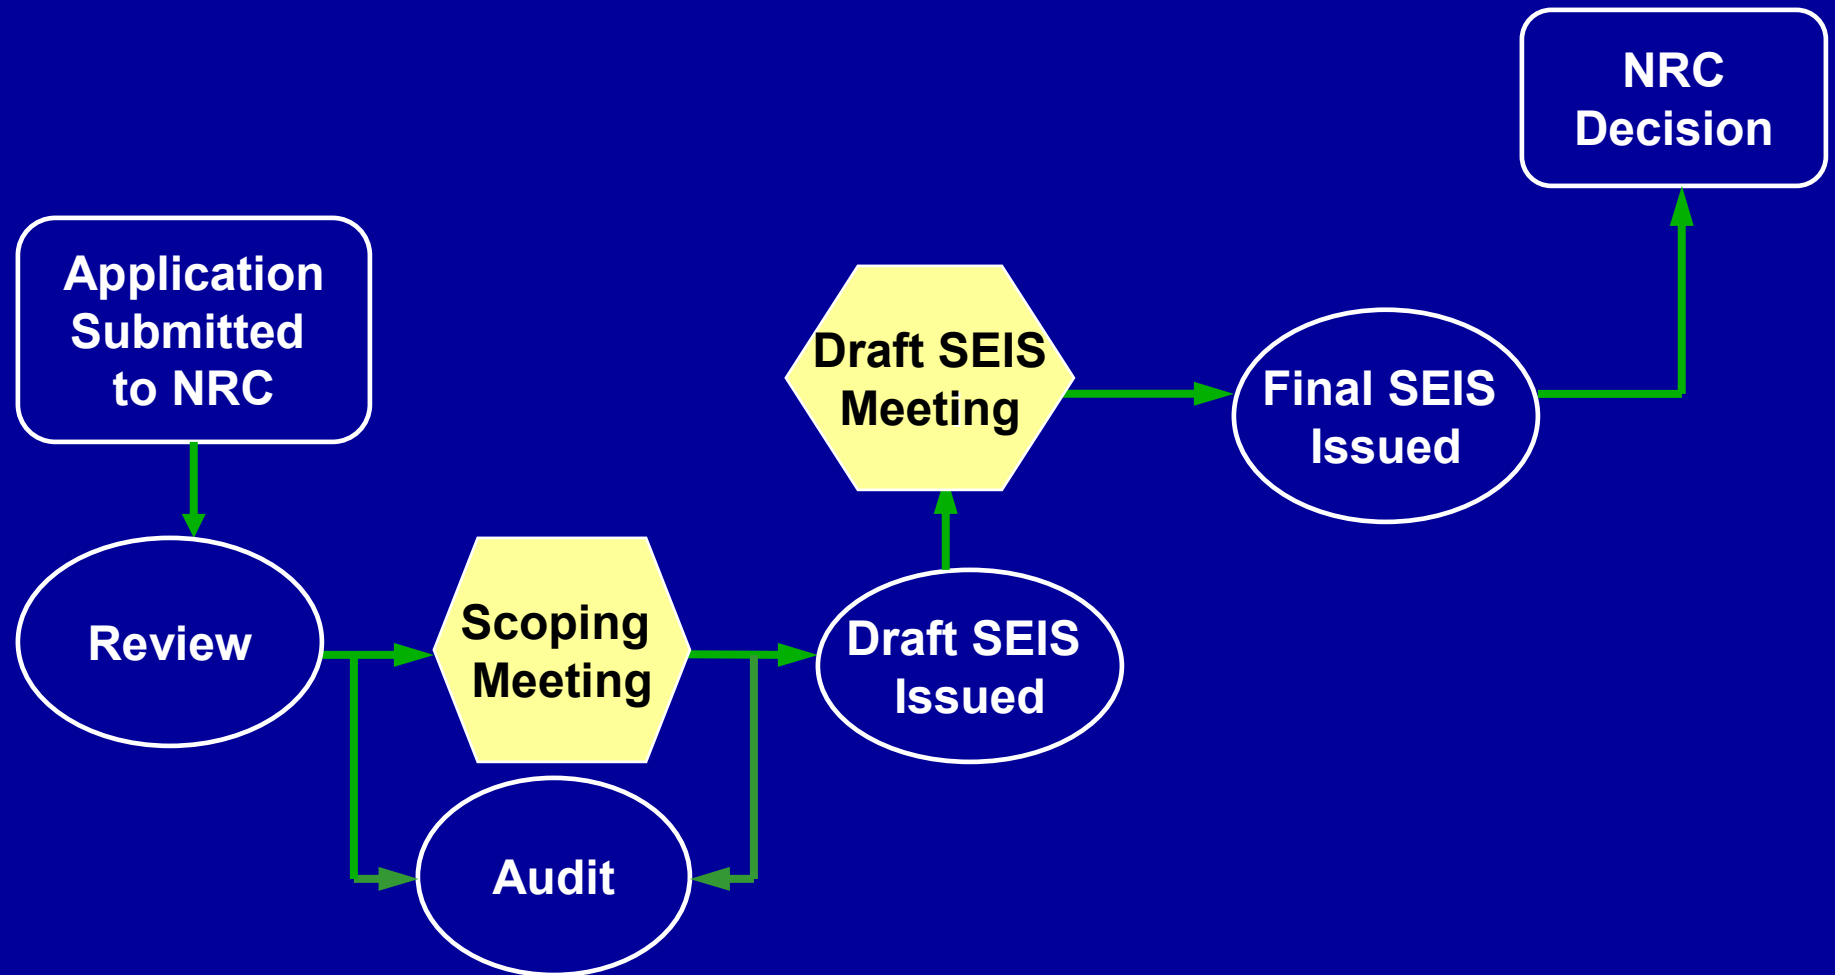 Application
Submitted
to NRC
Review
Scoping
Meeting
Audit
Draft SEIS
Issued
Draft SEIS
Meeting
Final SEIS
Issued
NRC
Decision